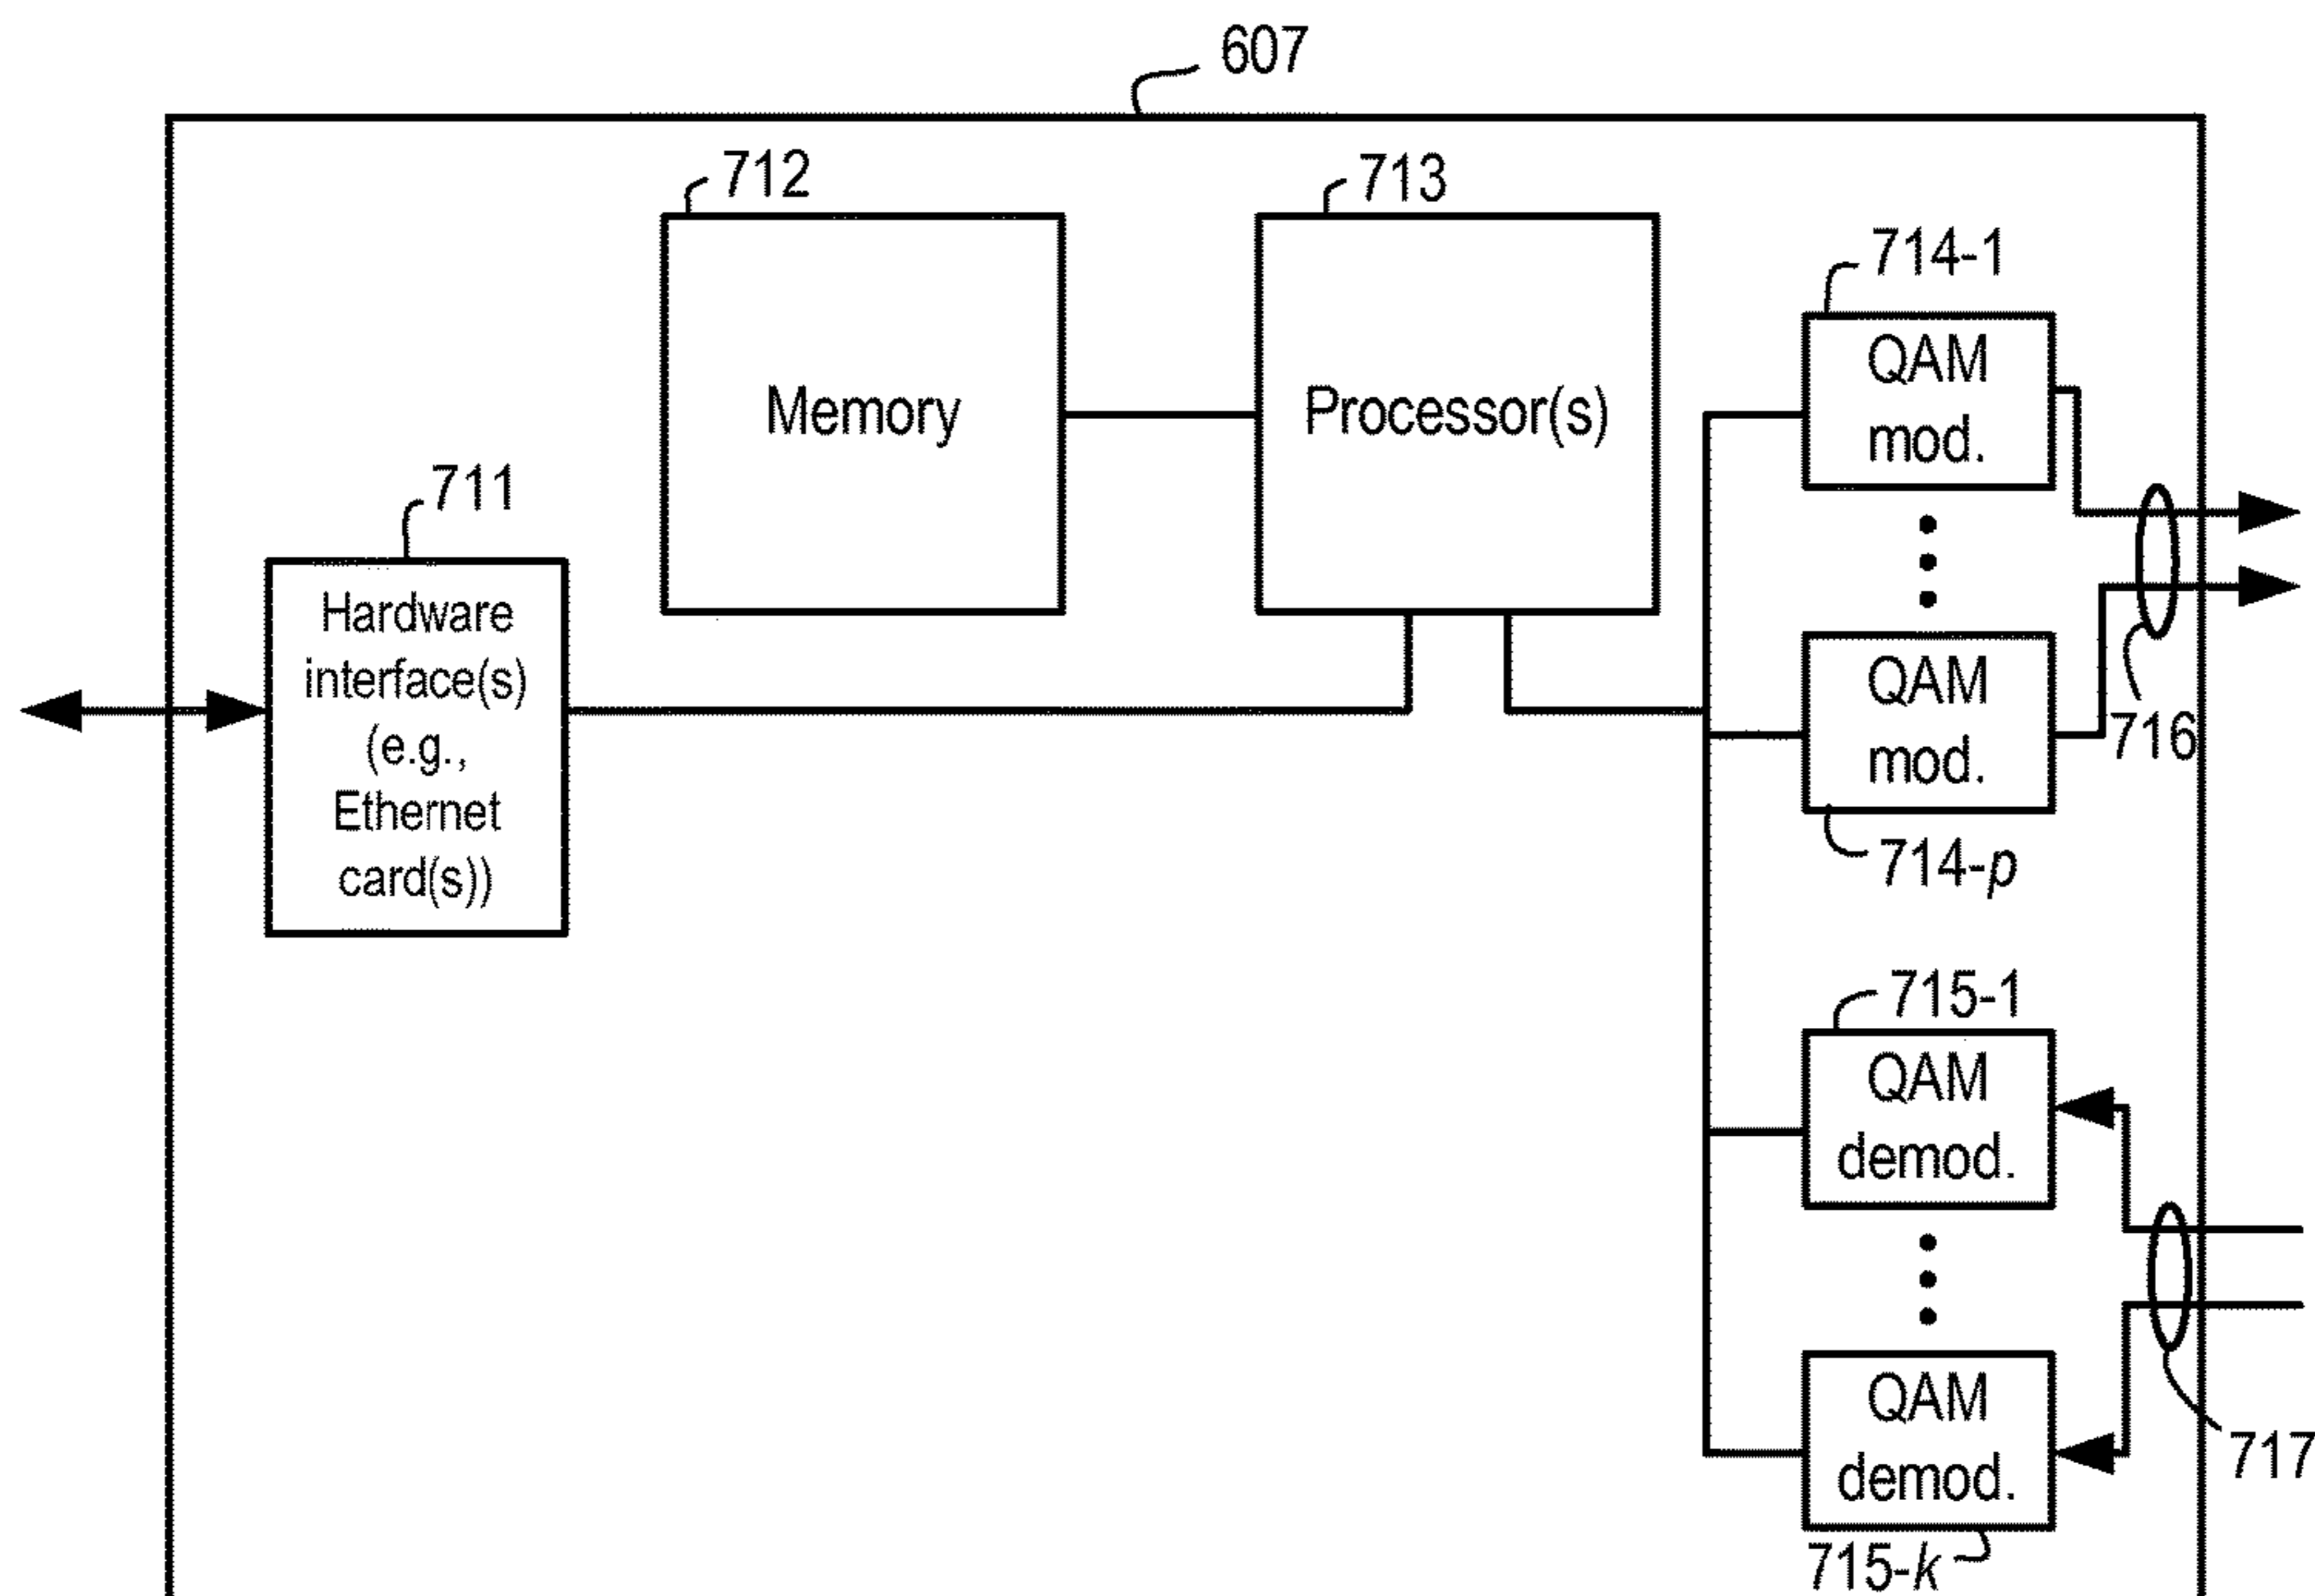 607
712
713
714-1
QAM
mod.
Memory
Processor(s)
711
Hardware
interface(s)
(e.g.,
Ethernet
card(s))
QAM
mod.
716
714-p
715-1
QAM
demod.
QAM
demod.
717
715-k